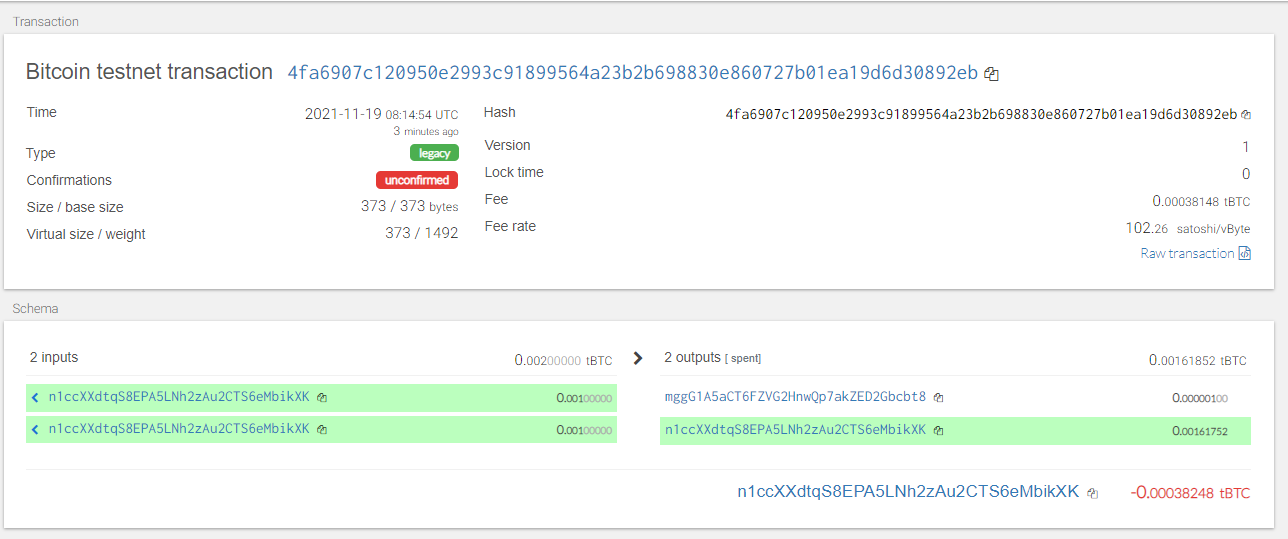 Transaction
Bitcoin testnet transaction 4fa6907c120950e2993c91899564a23b2b698830e860727b01ea19d6d30892eb
Time 2021-11-19 08:14:54 UTC
3 minutes ago
Type legacy
Confirmations unconfirmed
Size / base size 373 / 373 bytes
Virtual size / weight 373 / 1492
Hash 4fa6907c120950e2993c91899564a23b2b698830e860727b01ea19d6d30892eb
Version 1
Lock time 0
Fee 0.00038148 tBTC
Fee rate 102.26 satoshi/vByte
Raw transaction
Schema
2 inputs 0.00200000 tBTC
n1ccXXdtqS8EPA5LNh2zAu2CTS6eMbikXK 0.00100000
n1ccXXdtqS8EPA5LNh2zAu2CTS6eMbikXK 0.00100000
2 outputs [ spent] 0.00161852 tBTC
mggG1A5aCT6FZVG2HnwQp7akZED2Gbcbt8 0.00000100
n1ccXXdtqS8EPA5LNh2zAu2CTS6eMbikXK 0.00161752
n1ccXXdtqS8EPA5LNh2zAu2CTS6eMbikXK -0.00038248 tBTC